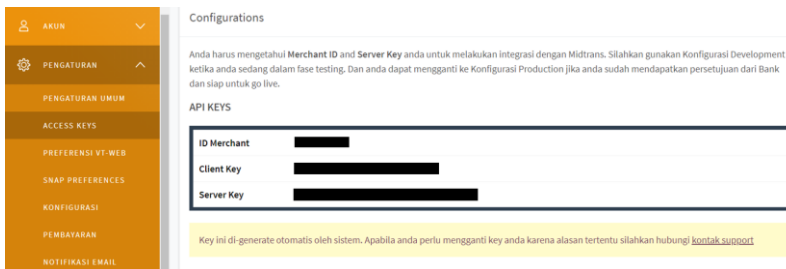 AKUN
PENGATURAN
PENGATURAN UMUM
ACCESS KEYS
PREFERENSI VT-WEB
SNAP PREFERENCES
KONFIGURASI
PEMBAYARAN
NOTIFIKASI EMAIL
Configurations
Anda harus mengetahui Merchant ID and Server Key anda untuk melakukan integrasi dengan Midtrans. Silahkan gunakan Konfigurasi Development
ketika anda sedang dalam fase testing. Dan anda dapat mengganti ke Konfigurasi Production jika anda sudah mendapatkan persetujuan dari Bank
dan siap untuk go live.
API KEYS
ID Merchant
Client Key
Server Key
Key ini di-generate otomatis oleh sistem. Apabila anda perlu mengganti key anda karena alasan tertentu silahkan hubungi kontak support